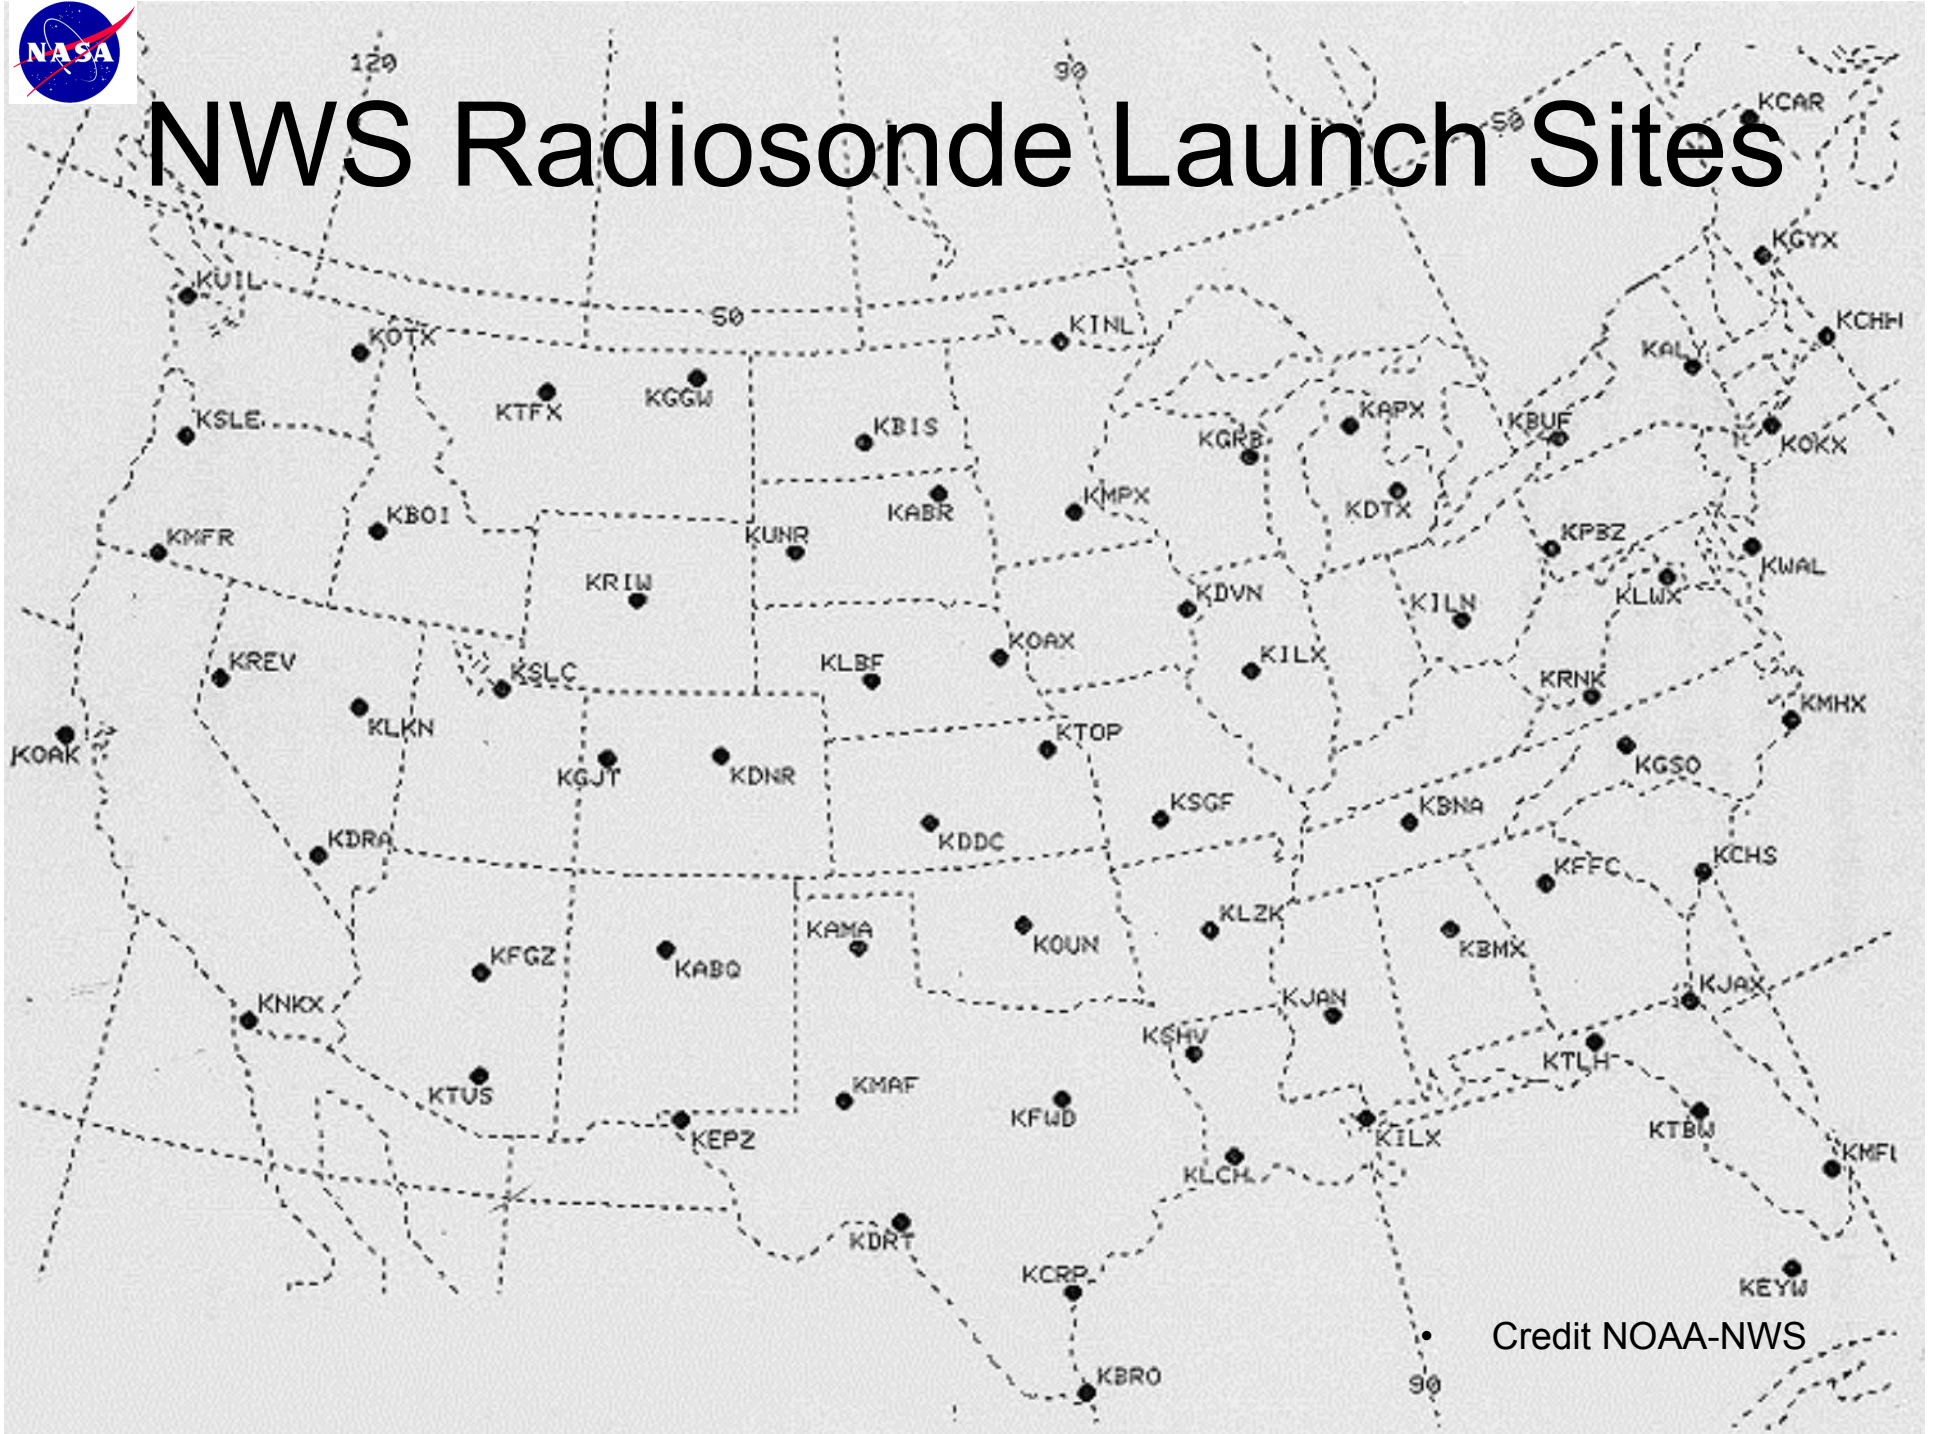 NASA
120
90
50
KCAR
NWS Radiosonde Launch Sites
KGYX
KUIL
50
KINL
KCHH
KOTX
KALY
KTFX
KGGW
KSLE
KBIS
KGRB
KAPX
KBUF
KOKX
KMFR
KBOI
KABR
KMPX
KDTX
KUNR
KPBZ
KWAL
KRIW
KDVN
KILN
KLWX
KREV
KSLC
KLBF
KOAX
KILX
KRNK
KMHX
KOAK
KLKN
KGJT
KDNR
KTOP
KGSO
KDRA
KDDC
KSGF
KBNA
KCHS
KFFC
KFGZ
KABQ
KAMA
KOUN
KLZK
KBMX
KNKX
KJAN
KJAX
KSHV
KTLH
KTUS
KMAF
KFWD
KEPZ
KILX
KTBW
KLCH
KDRT
KCRP
KEYW
• Credit NOAA-NWS
KBRO
90